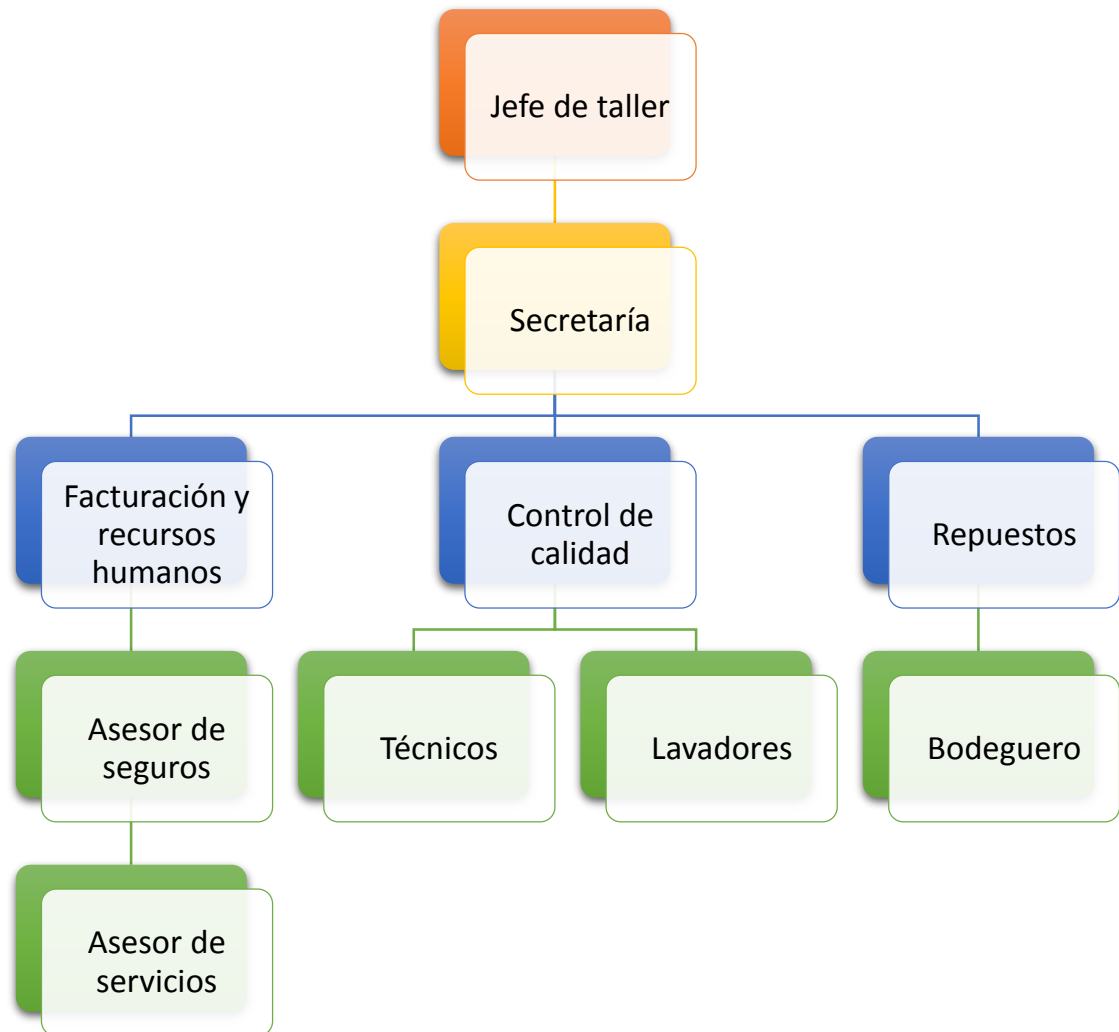 Jefe de taller
Secretaría
Facturación y
recursos
humanos
Control de
calidad
Repuestos
Asesor de
seguros
Técnicos
Lavadores
Bodeguero
Asesor de
servicios